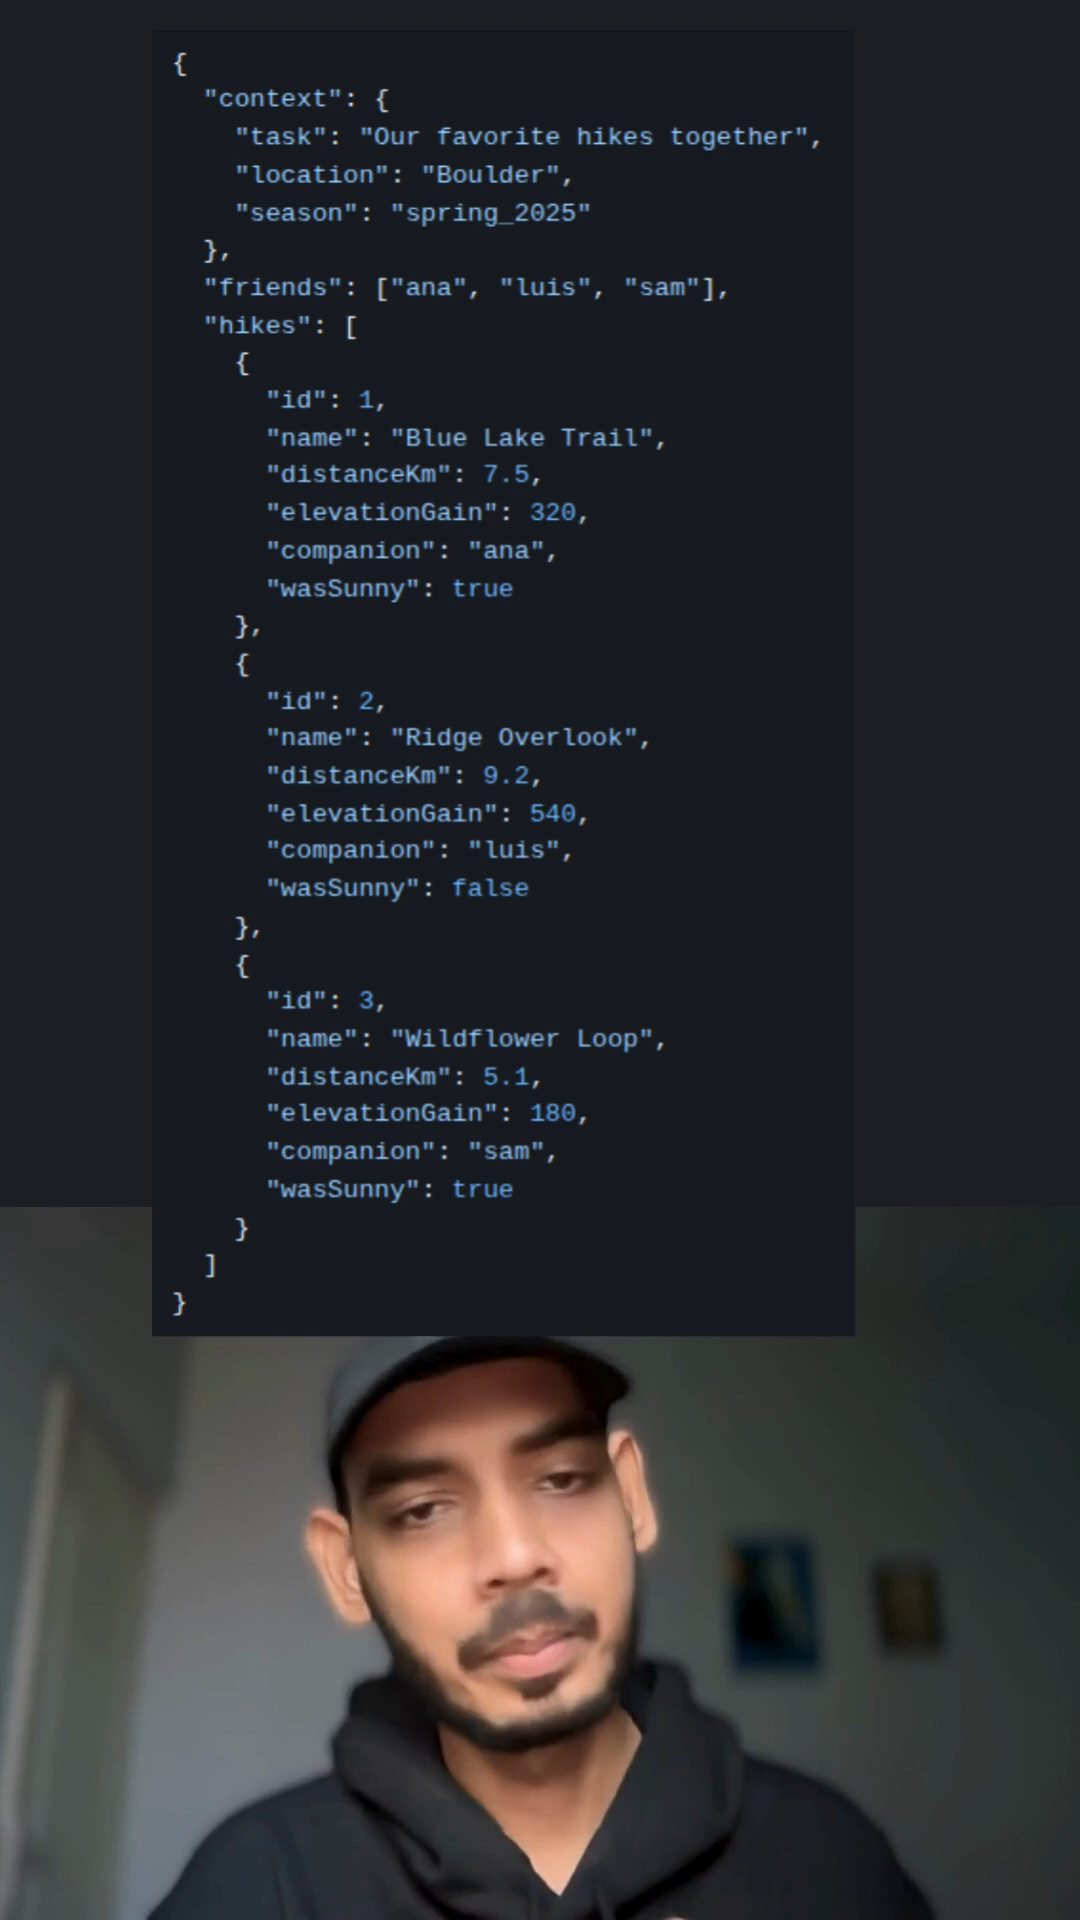 {
  "context": {
    "task": "Our favorite hikes together",
    "location": "Boulder",
    "season": "spring_2025"
  },
  "friends": ["ana", "luis", "sam"],
  "hikes": [
    {
      "id": 1,
      "name": "Blue Lake Trail",
      "distanceKm": 7.5,
      "elevationGain": 320,
      "companion": "ana",
      "wasSunny": true
    },
    {
      "id": 2,
      "name": "Ridge Overlook",
      "distanceKm": 9.2,
      "elevationGain": 540,
      "companion": "luis",
      "wasSunny": false
    },
    {
      "id": 3,
      "name": "Wildflower Loop",
      "distanceKm": 5.1,
      "elevationGain": 180,
      "companion": "sam",
      "wasSunny": true
    }
  ]
}